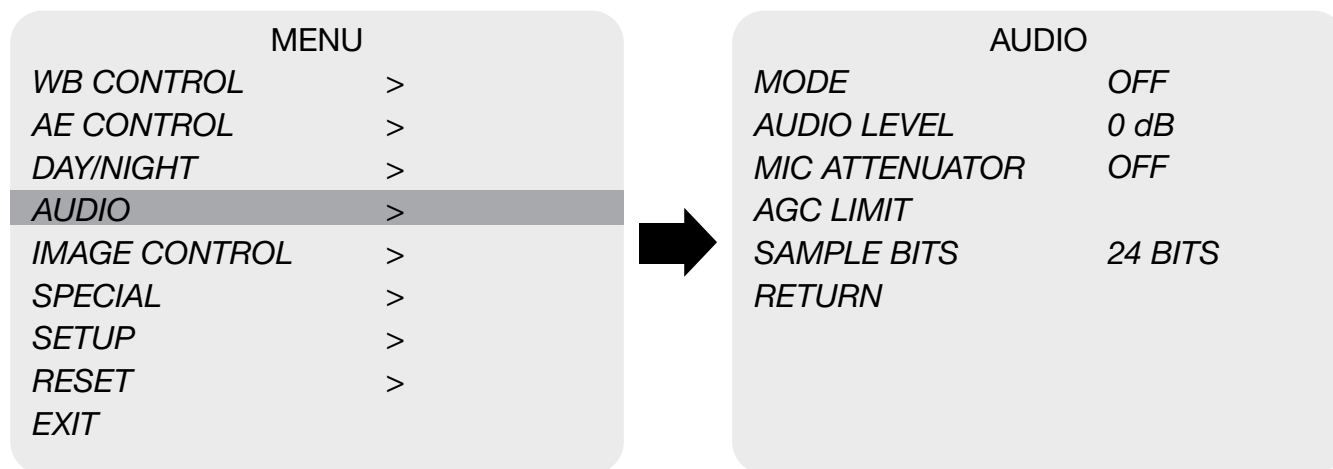 MENU
WB CONTROL >
AE CONTROL >
DAY/NIGHT >
AUDIO >
IMAGE CONTROL >
SPECIAL >
SETUP >
RESET >
EXIT
AUDIO
MODE OFF
AUDIO LEVEL 0 dB
MIC ATTENUATOR OFF
AGC LIMIT
SAMPLE BITS 24 BITS
RETURN